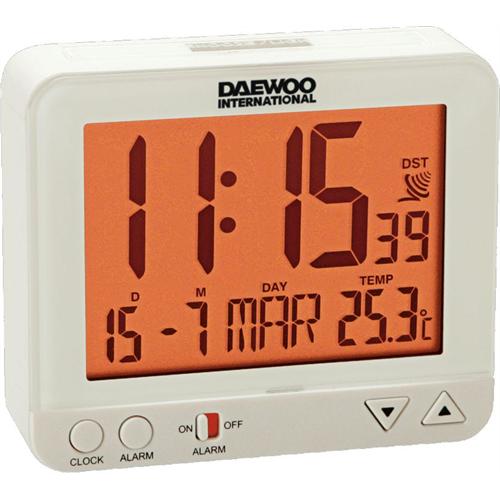 DAEWOO
INTERNATIONAL
11:15 39
DST
D M DAY TEMP
15 -7 MAR 25.3°C
ON OFF
CLOCK ALARM ALARM